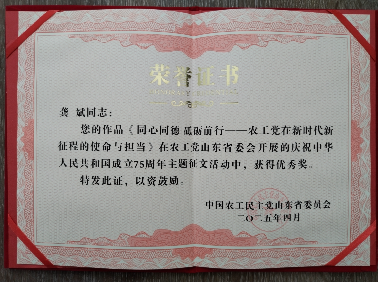 荣誉证书
龚 斌同志：
您的作品《同心同德 砥砺前行——农工党在新时代新
征程的使命与担当》在农工党山东省委会开展的庆祝中华
人民共和国成立75周年主题征文活动中，获得优秀奖。
特发此证，以资鼓励。
中国农工民主党山东省委员会
二〇二五年四月